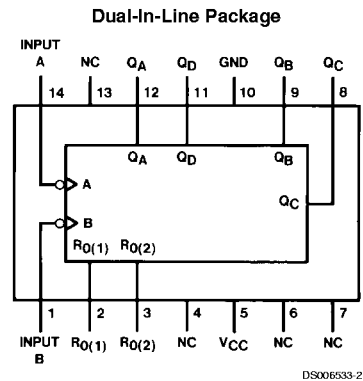 Dual-In-Line Package
INPUT
A NC QA QD GND QB QC
14 13 12 11 10 9 8
QA QD QB
A QC
B
R0(1) R0(2)
1 2 3 4 5 6 7
INPUT R0(1) R0(2) NC VCC NC NC
B
DS006533-2